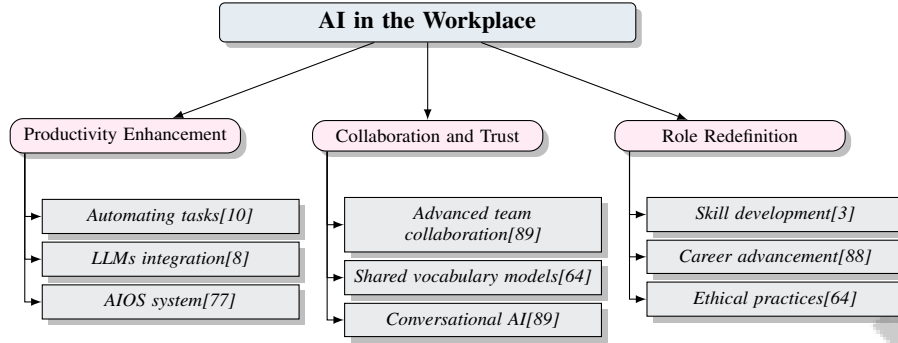 AI in the Workplace
Productivity Enhancement
Automating tasks[10]
LLMs integration[8]
AIOS system[77]
Collaboration and Trust
Advanced team
collaboration[89]
Shared vocabulary models[64]
Conversational AI[89]
Role Redefinition
Skill development[3]
Career advancement[88]
Ethical practices[64]